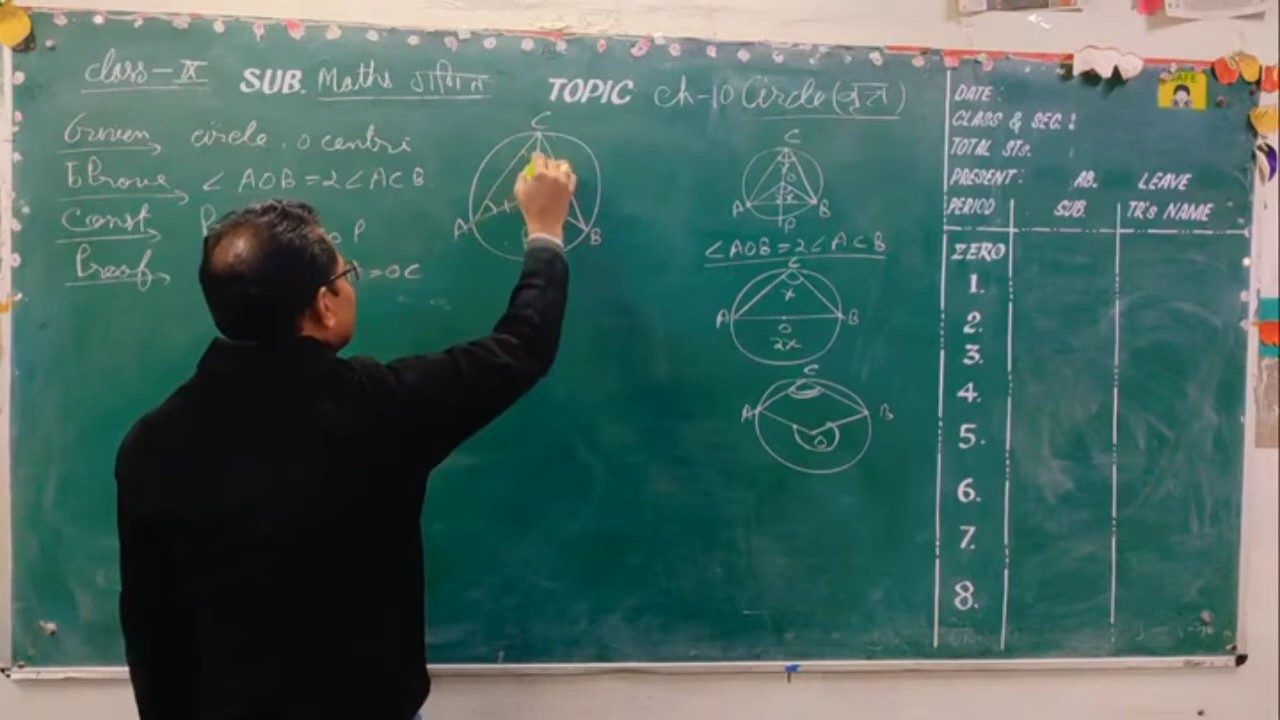 class-IX SUB. Maths गणित TOPIC ch-10 Circle (वृत्त)
Given circle, o centre
To Prove ∠AOB=2∠ACB
Const P
Proof =OC
C
A
B
C
O
2x
A B
P
∠AOB=2∠ACB
C
x
A B
O
2x
C
A B
O
SAFE
DATE:
CLASS & SEC:
TOTAL STS.
PRESENT: AB. LEAVE
PERIOD SUB. TR's NAME
ZERO
1.
2.
3.
4.
5.
6.
7.
8.